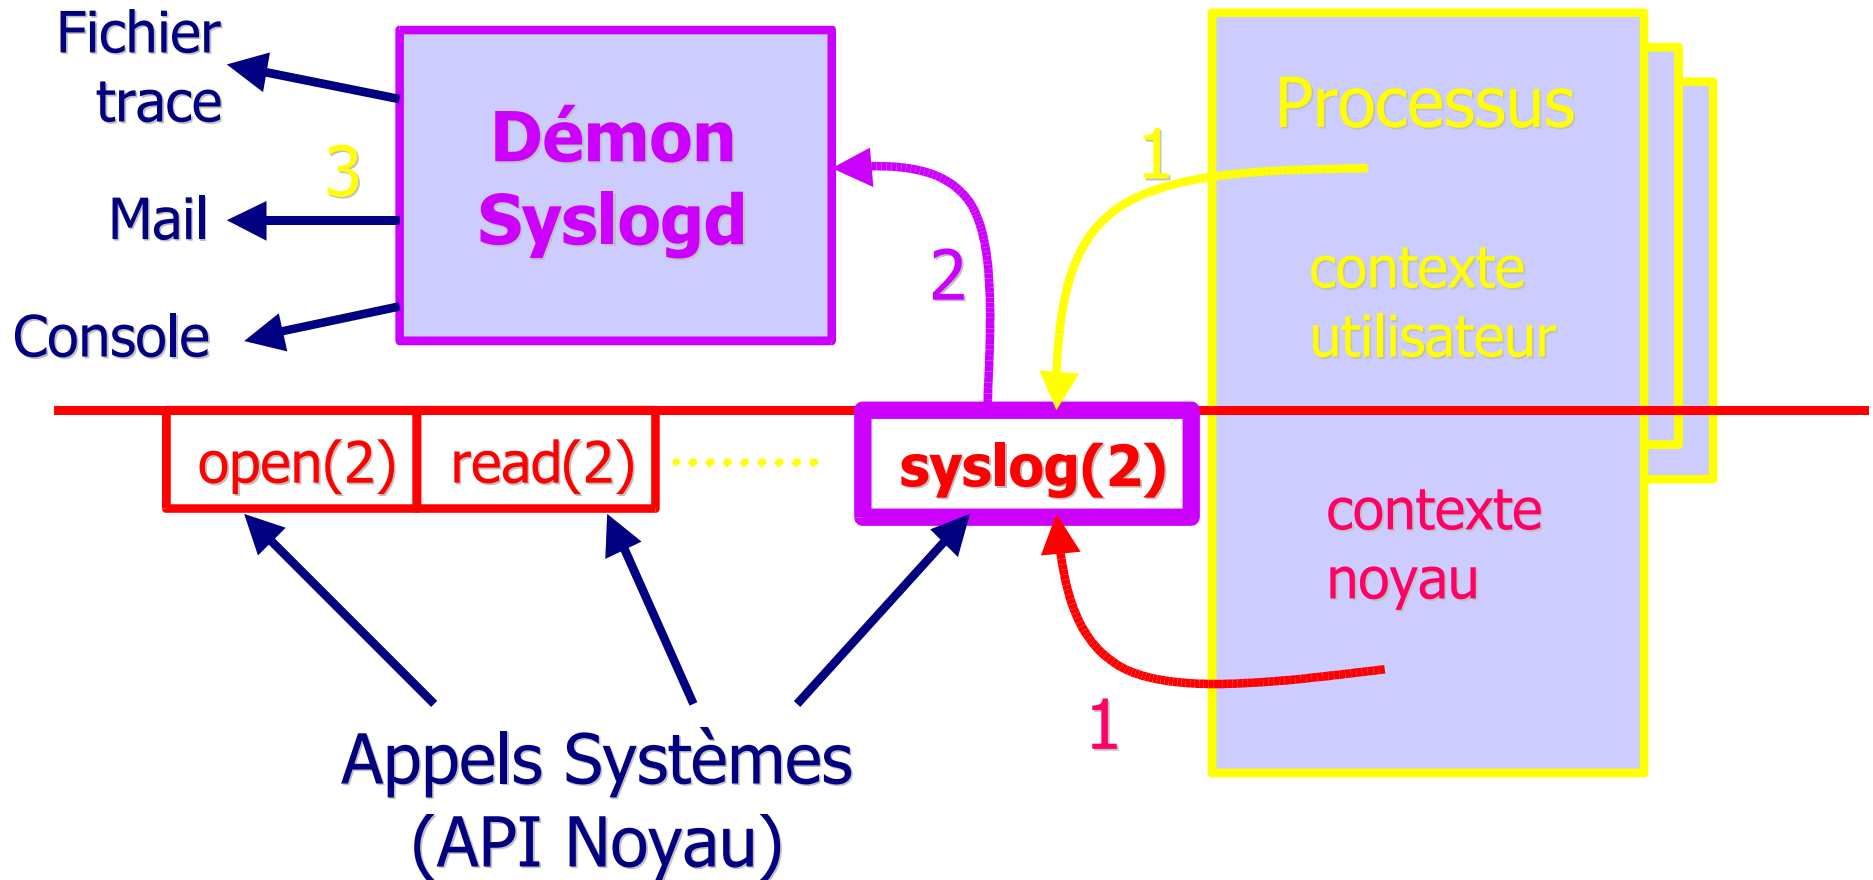 Fichier
trace
Mail
Console
3
Démon
Syslogd
2
1
Processus
contexte
utilisateur
open(2)
read(2)
syslog(2)
contexte
noyau
1
Appels Systèmes
(API Noyau)